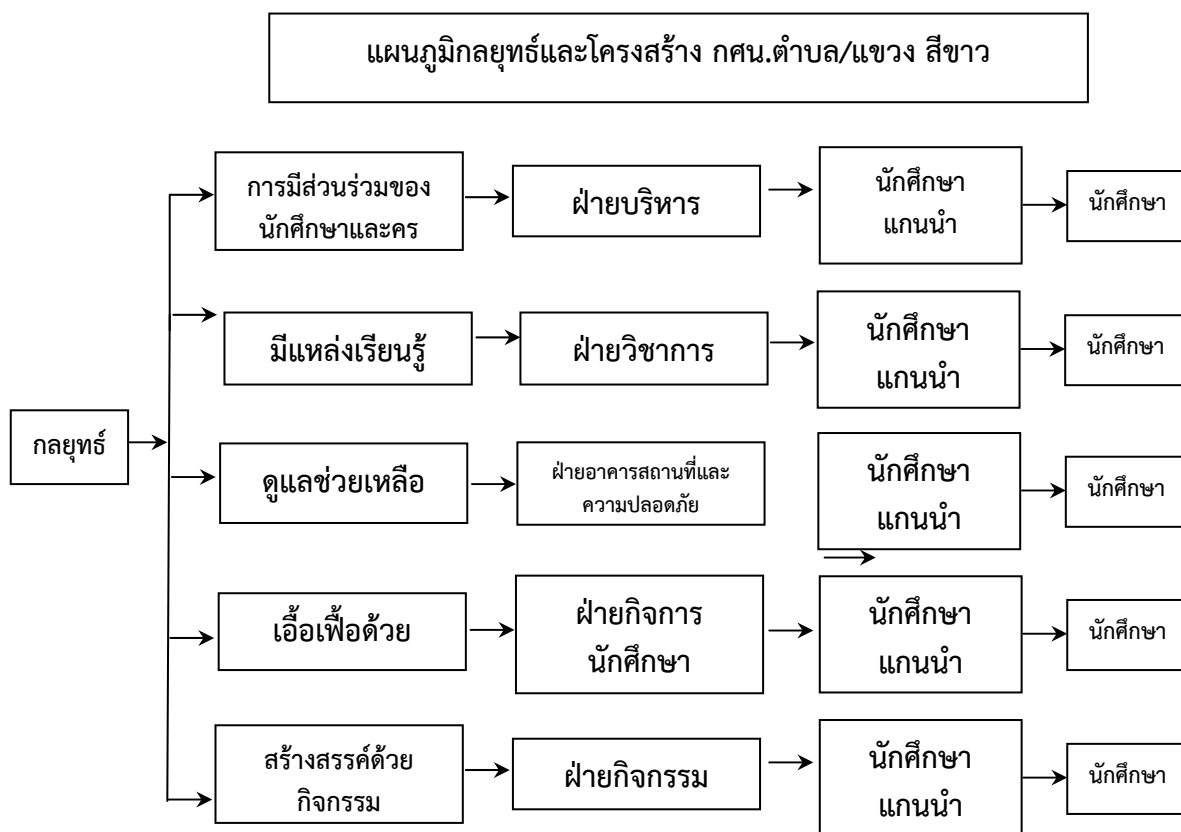 แผนภูมิกลยุทธ์และโครงสร้าง กศน.ตำบล/แขวง สีขาว
การมีส่วนร่วมของ
นักศึกษาและคร
ฝ่ายบริหาร
นักศึกษา
แกนนำ
นักศึกษา
มีแหล่งเรียนรู้
ฝ่ายวิชาการ
นักศึกษา
แกนนำ
นักศึกษา
กลยุทธ์
ดูแลช่วยเหลือ
ฝ่ายอาคารสถานที่และ
ความปลอดภัย
นักศึกษา
แกนนำ
นักศึกษา
เอื้อเฟื้อด้วย
ฝ่ายกิจการ
นักศึกษา
นักศึกษา
แกนนำ
นักศึกษา
สร้างสรรค์ด้วย
กิจกรรม
ฝ่ายกิจกรรม
นักศึกษา
แกนนำ
นักศึกษา